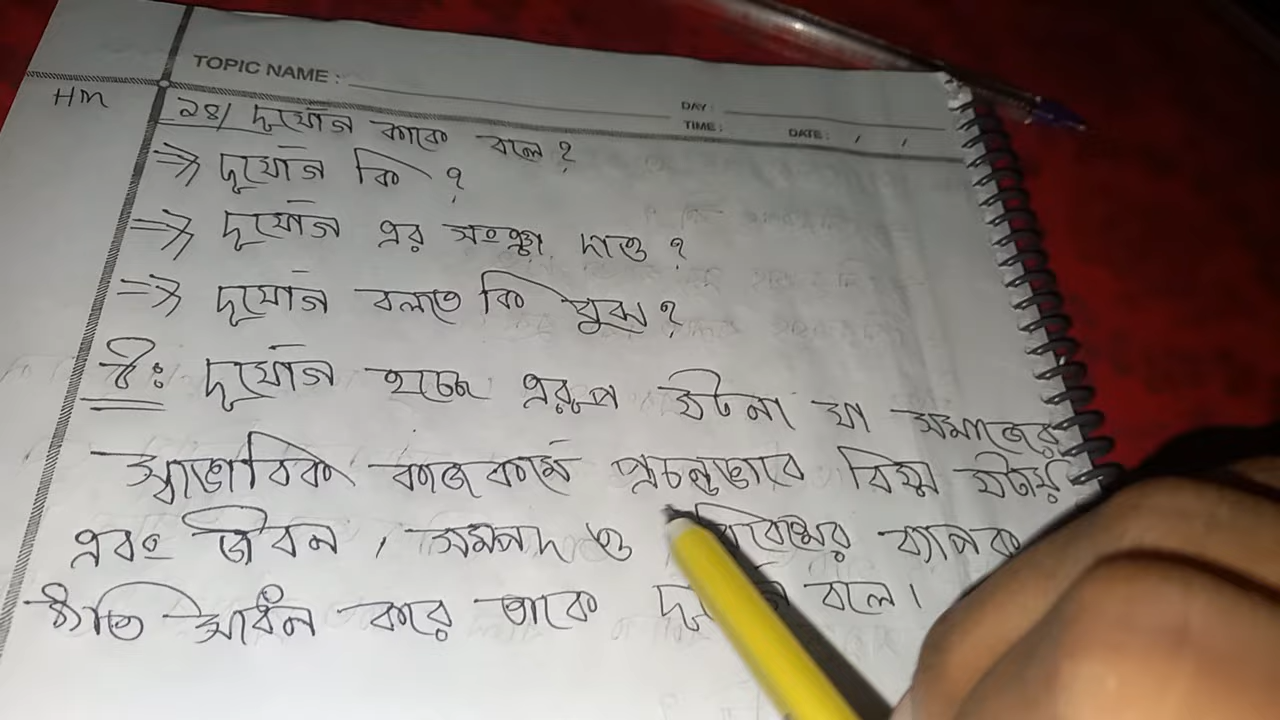 TOPIC NAME :
DAY :
TIME : DATE : / /
HM
২৪/ দূর্যোগ কাকে বলে ?
⇒ দূর্যোগ কি ?
⇒ দূর্যোগ এর সংজ্ঞা দাও ?
⇒ দূর্যোগ বলতে কি বুঝ ?
উঃ দূর্যোগ হচ্ছে এরূপ ঘটনা যা সমাজের
স্বাভাবিক কাজকর্মে প্রচন্ডভাবে বিঘ্ন ঘটায়
এবং জীবন , সম্পদ ও ব্যাপক
ক্ষতি সাধন করে তাকে বলে।